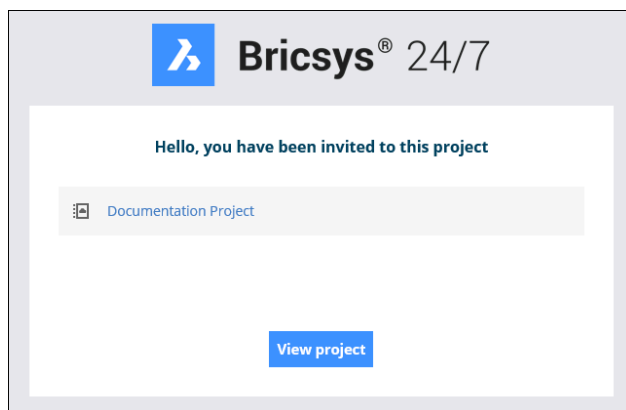 Bricsys® 24/7
Hello, you have been invited to this project
Documentation Project
View project